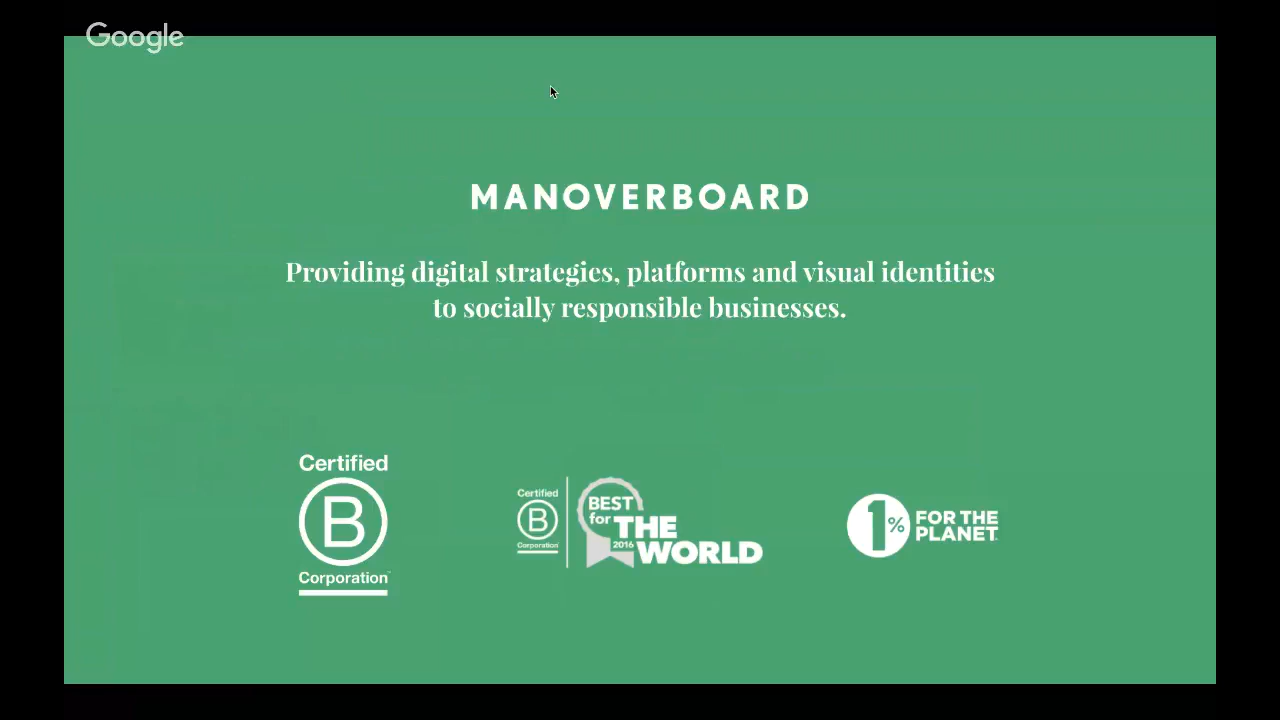 Google
MANOVERBOARD
Providing digital strategies, platforms and visual identities
to socially responsible businesses.
Certified
B
Corporation™
Certified
B
Corporation
BEST
for THE
2016
WORLD
1%
FOR THE
PLANET